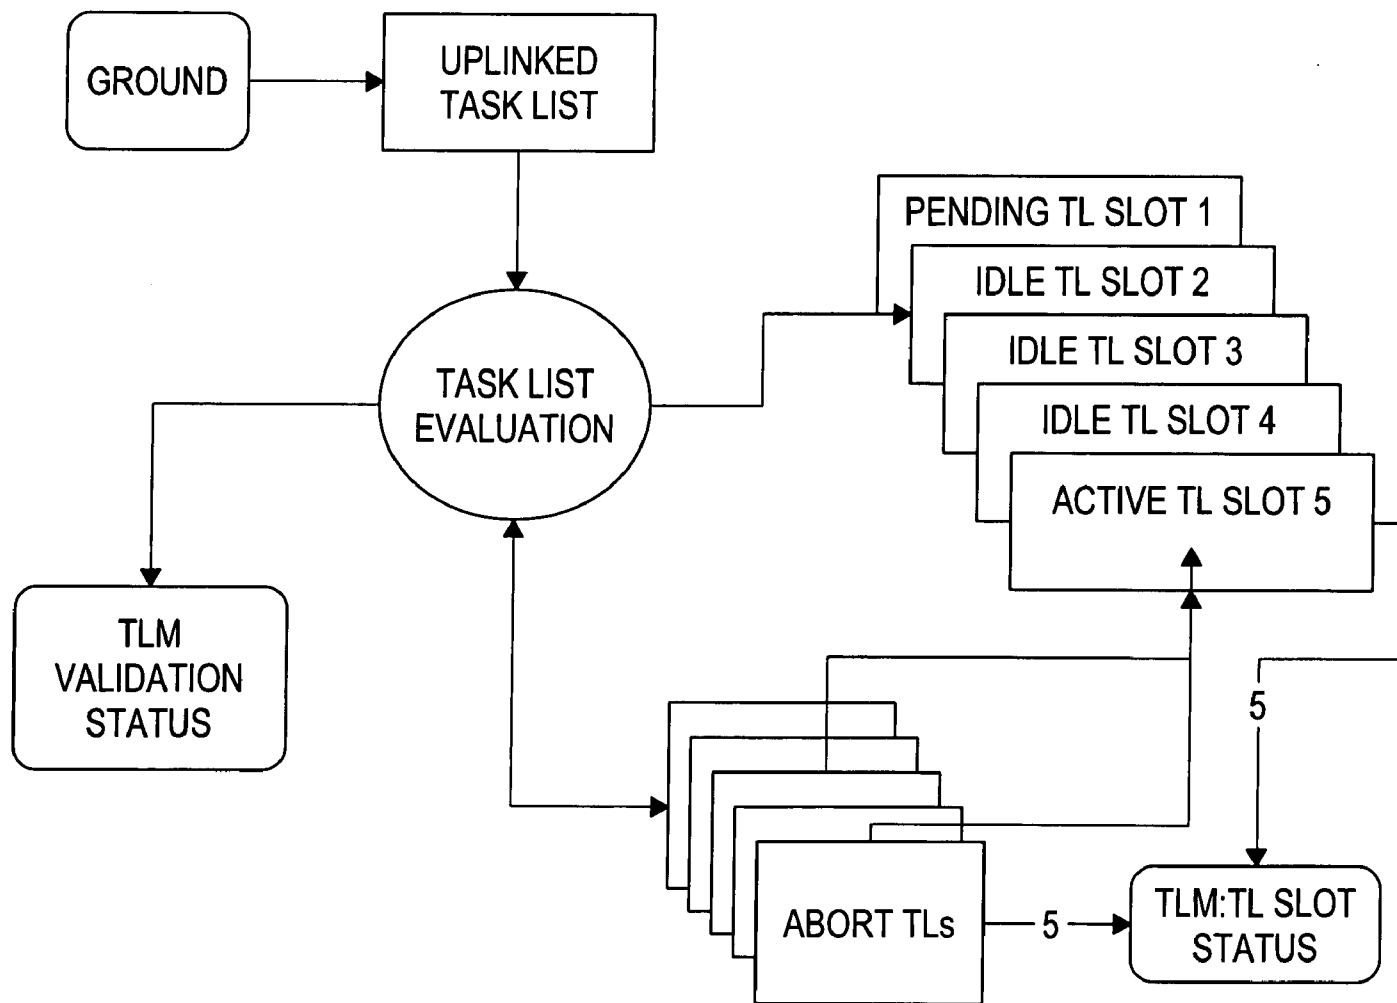 GROUND
UPLINKED
TASK LIST
PENDING TL SLOT 1
IDLE TL SLOT 2
IDLE TL SLOT 3
IDLE TL SLOT 4
ACTIVE TL SLOT 5
TASK LIST
EVALUATION
TLM
VALIDATION
STATUS
5
ABORT TLs
5
TLM:TL SLOT
STATUS